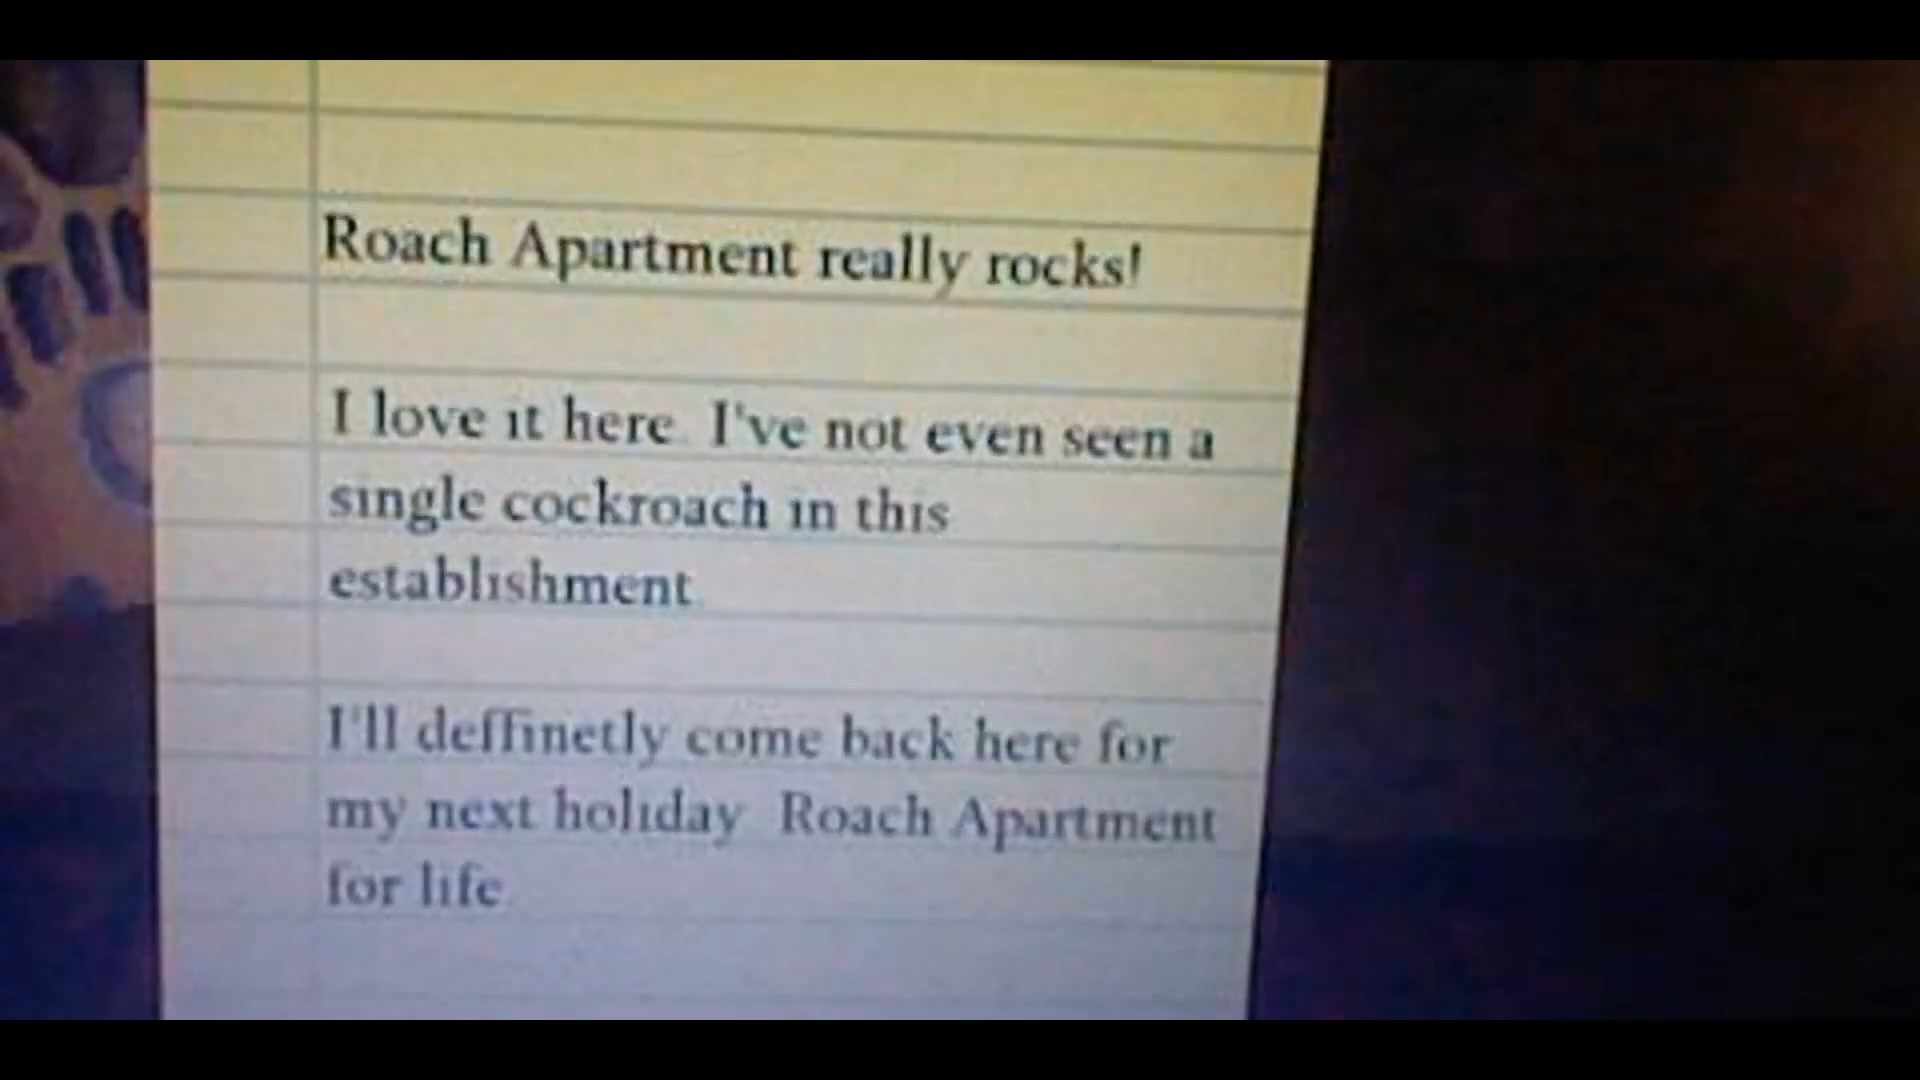 Roach Apartment really rocks!
I love it here. I've not even seen a
single cockroach in this
establishment.
I'll deffinetly come back here for
my next holiday. Roach Apartment
for life.